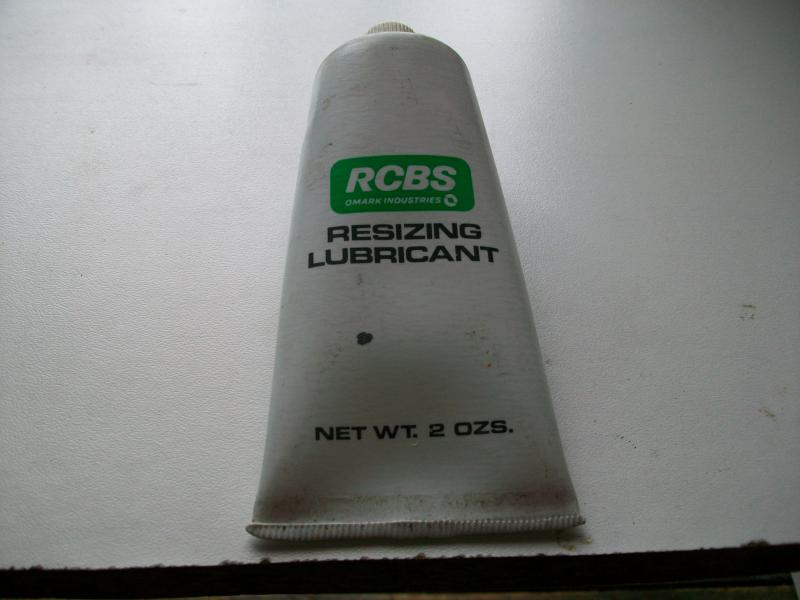 RCBS
OMARK INDUSTRIES
RESIZING
LUBRICANT
NET WT. 2 OZS.